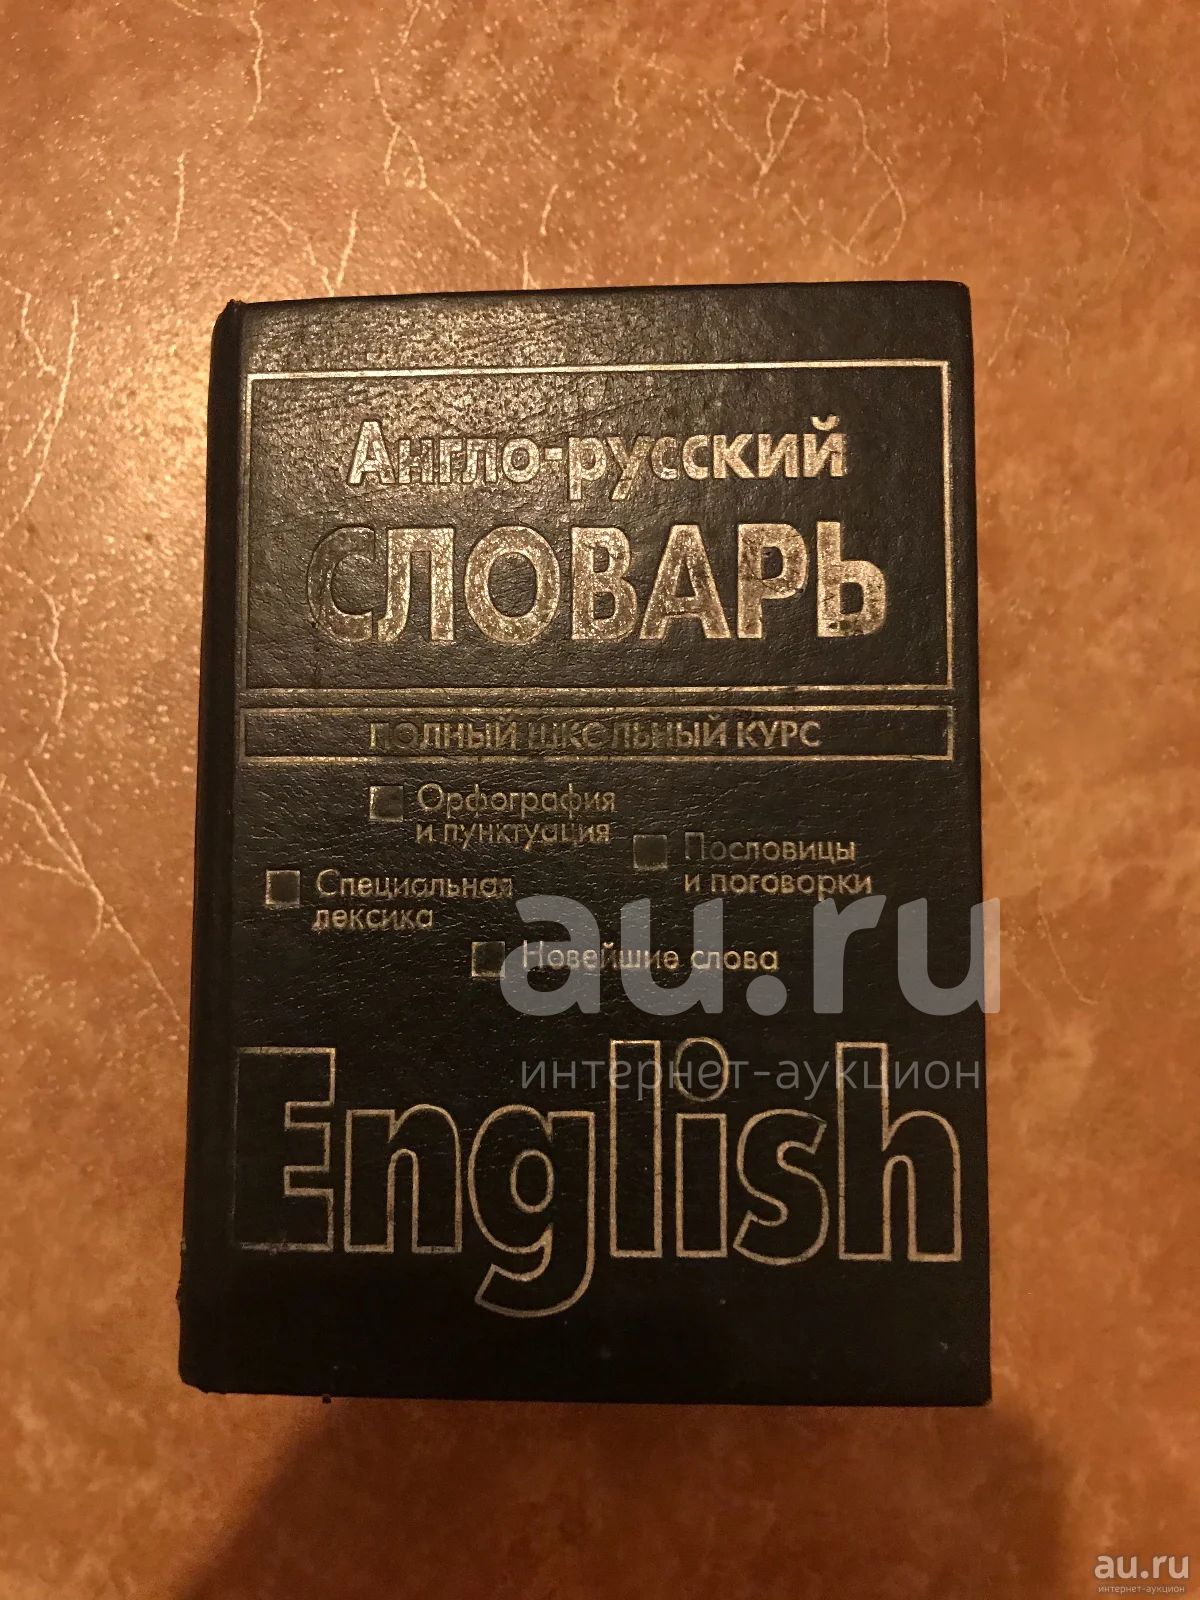 Англо-русский
СЛОВАРЬ
ПОЛНЫЙ ШКОЛЬНЫЙ КУРС
Орфография
и пунктуация
Пословицы
и поговорки
Специальная
лексика
Новейшие слова
au.ru
интернет-аукцион
English
au.ru
интернет-аукцион